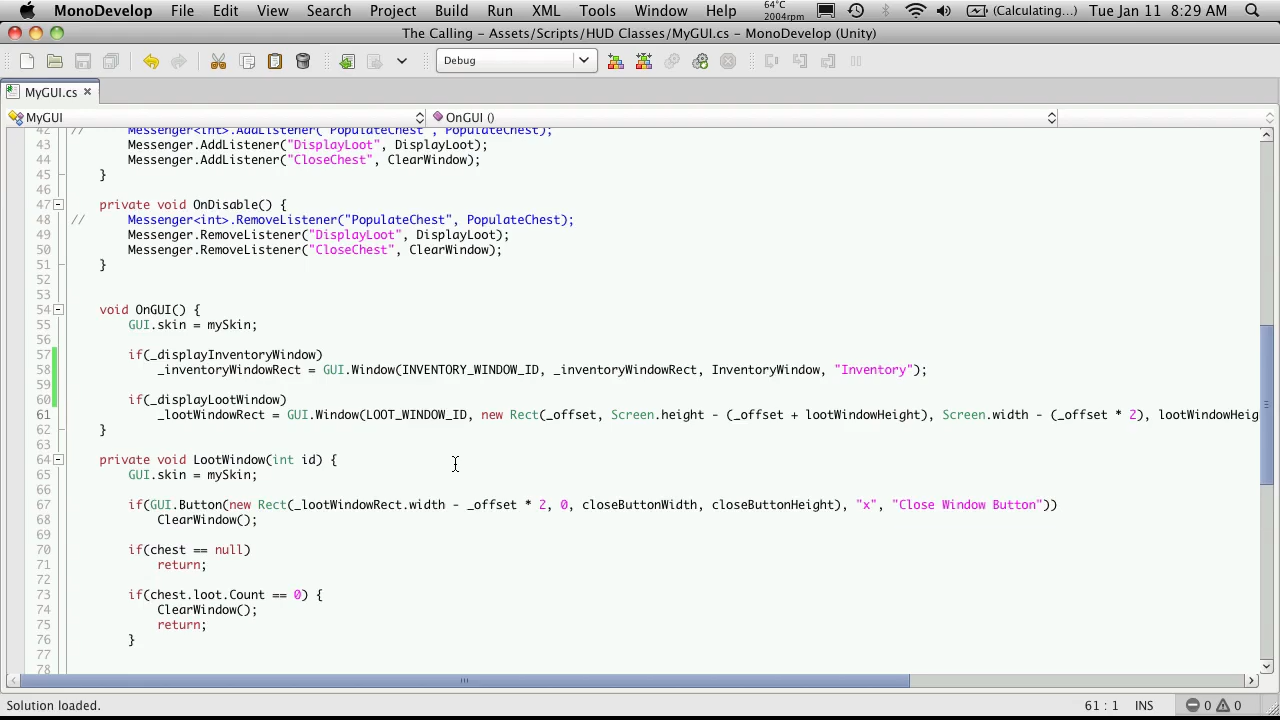 MonoDevelop File Edit View Search Project Build Run XML Tools Window Help 64°C 2004rpm (Calculating...) Tue Jan 11 8:29 AM
The Calling - Assets/Scripts/HUD Classes/MyGUI.cs - MonoDevelop (Unity)
Debug
MyGUI.cs ×
MyGUI OnGUI ()
42 // Messenger<int>.AddListener("PopulateChest", PopulateChest);
43 Messenger.AddListener("DisplayLoot", DisplayLoot);
44 Messenger.AddListener("CloseChest", ClearWindow);
45 }
46
47 private void OnDisable() {
48 // Messenger<int>.RemoveListener("PopulateChest", PopulateChest);
49 Messenger.RemoveListener("DisplayLoot", DisplayLoot);
50 Messenger.RemoveListener("CloseChest", ClearWindow);
51 }
52
53
54 void OnGUI() {
55 GUI.skin = mySkin;
56
57 if(_displayInventoryWindow)
58 _inventoryWindowRect = GUI.Window(INVENTORY_WINDOW_ID, _inventoryWindowRect, InventoryWindow, "Inventory");
59
60 if(_displayLootWindow)
61 _lootWindowRect = GUI.Window(LOOT_WINDOW_ID, new Rect(_offset, Screen.height - (_offset + lootWindowHeight), Screen.width - (_offset * 2), lootWindowHeig
62 }
63
64 private void LootWindow(int id) {
65 GUI.skin = mySkin;
66
67 if(GUI.Button(new Rect(_lootWindowRect.width - _offset * 2, 0, closeButtonWidth, closeButtonHeight), "x", "Close Window Button"))
68 ClearWindow();
69
70 if(chest == null)
71 return;
72
73 if(chest.loot.Count == 0) {
74 ClearWindow();
75 return;
76 }
77
78
Solution loaded. 61 : 1 INS 0 0